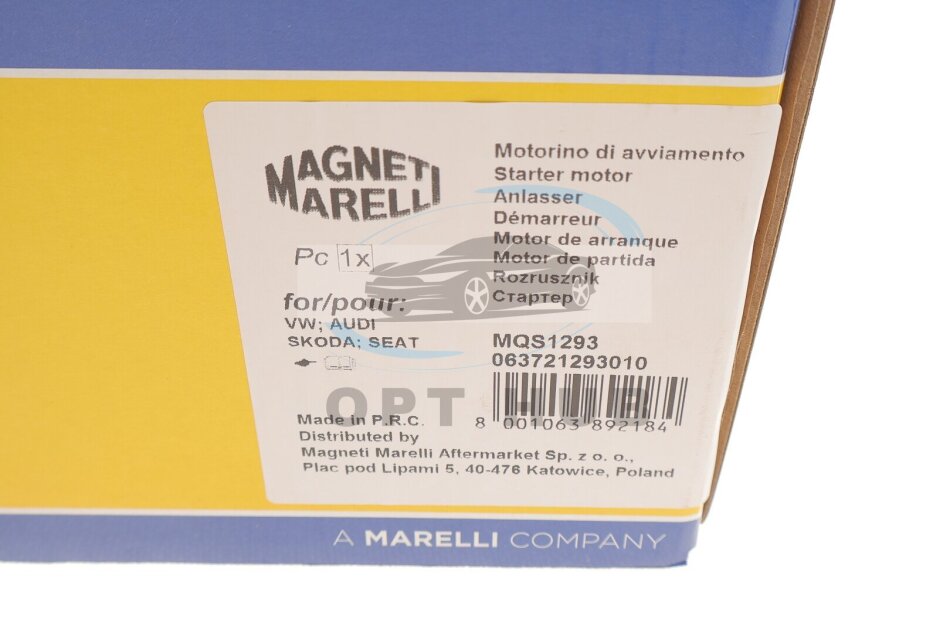 MAGNETI
MARELLI
Pc 1x
for/pour:
VW; AUDI
SKODA; SEAT
Motorino di avviamento
Starter motor
Anlasser
Démarreur
Motor de arranque
Motor de partida
Rozrusznik
Стартер
MQS1293
063721293010
8 001063 892184
OPT HUB
Made in P.R.C.
Distributed by
Magneti Marelli Aftermarket Sp. z o. o.,
Plac pod Lipami 5, 40-476 Katowice, Poland
A MARELLI COMPANY